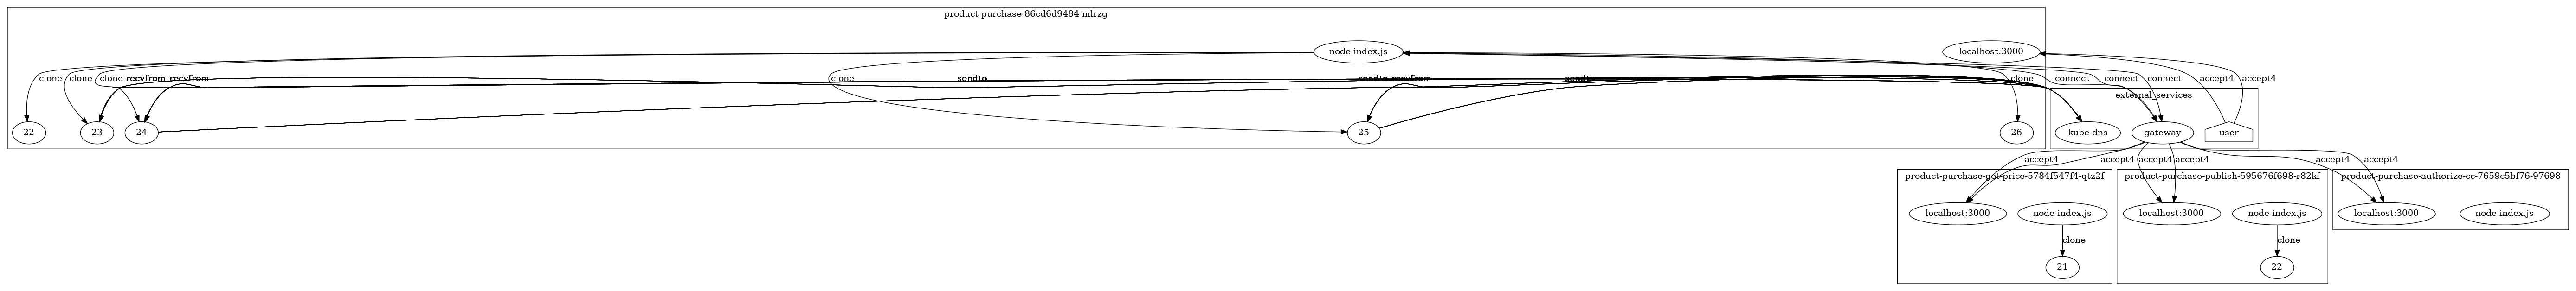 product-purchase-86cd6d9484-mlrzg
node index.js
localhost:3000
clone clone clone recvfrom recvfrom clone sendto sendto recvfrom sendto clone connect connect connect accept4 accept4
external_services
22 23 24 25 26 kube-dns gateway user
accept4 accept4 accept4 accept4 accept4 accept4
product-purchase-get-price-5784f547f4-qtz2f
product-purchase-publish-595676f698-r82kf
product-purchase-authorize-cc-7659c5bf76-97698
localhost:3000 node index.js localhost:3000 node index.js localhost:3000 node index.js
clone clone
21 22